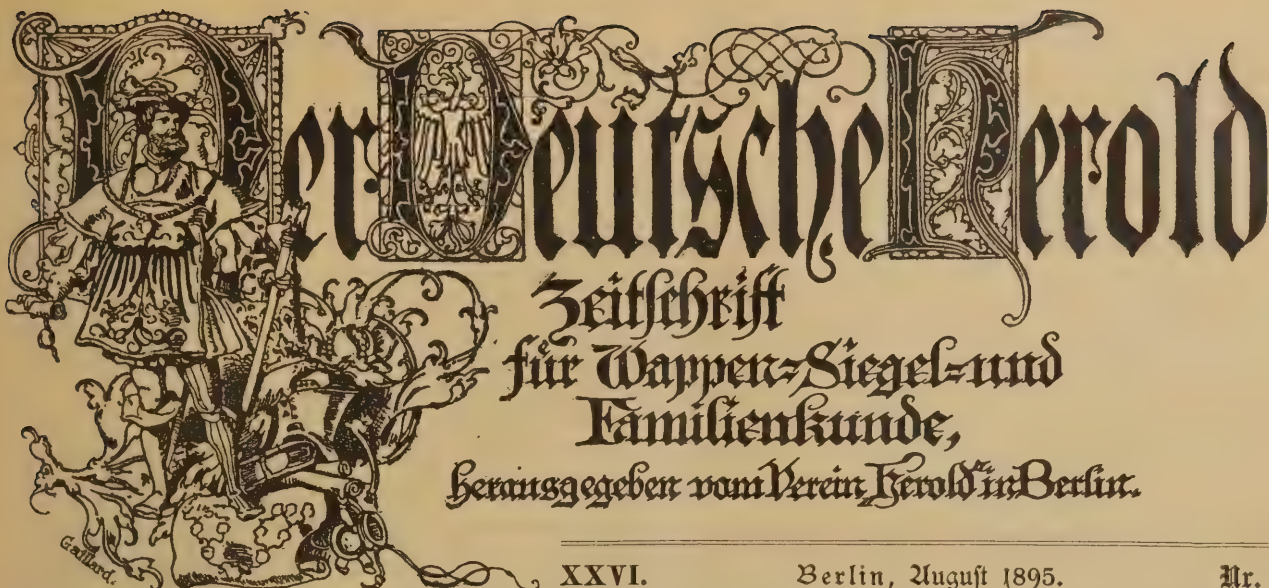 Der Deutsche Herold
Zeitschrift
für Wappen-Siegel-und
Familienkunde,
herausgegeben vom Verein „Herold“ in Berlin.
Gaillard.
XXVI. Berlin, August 1895. Nr.